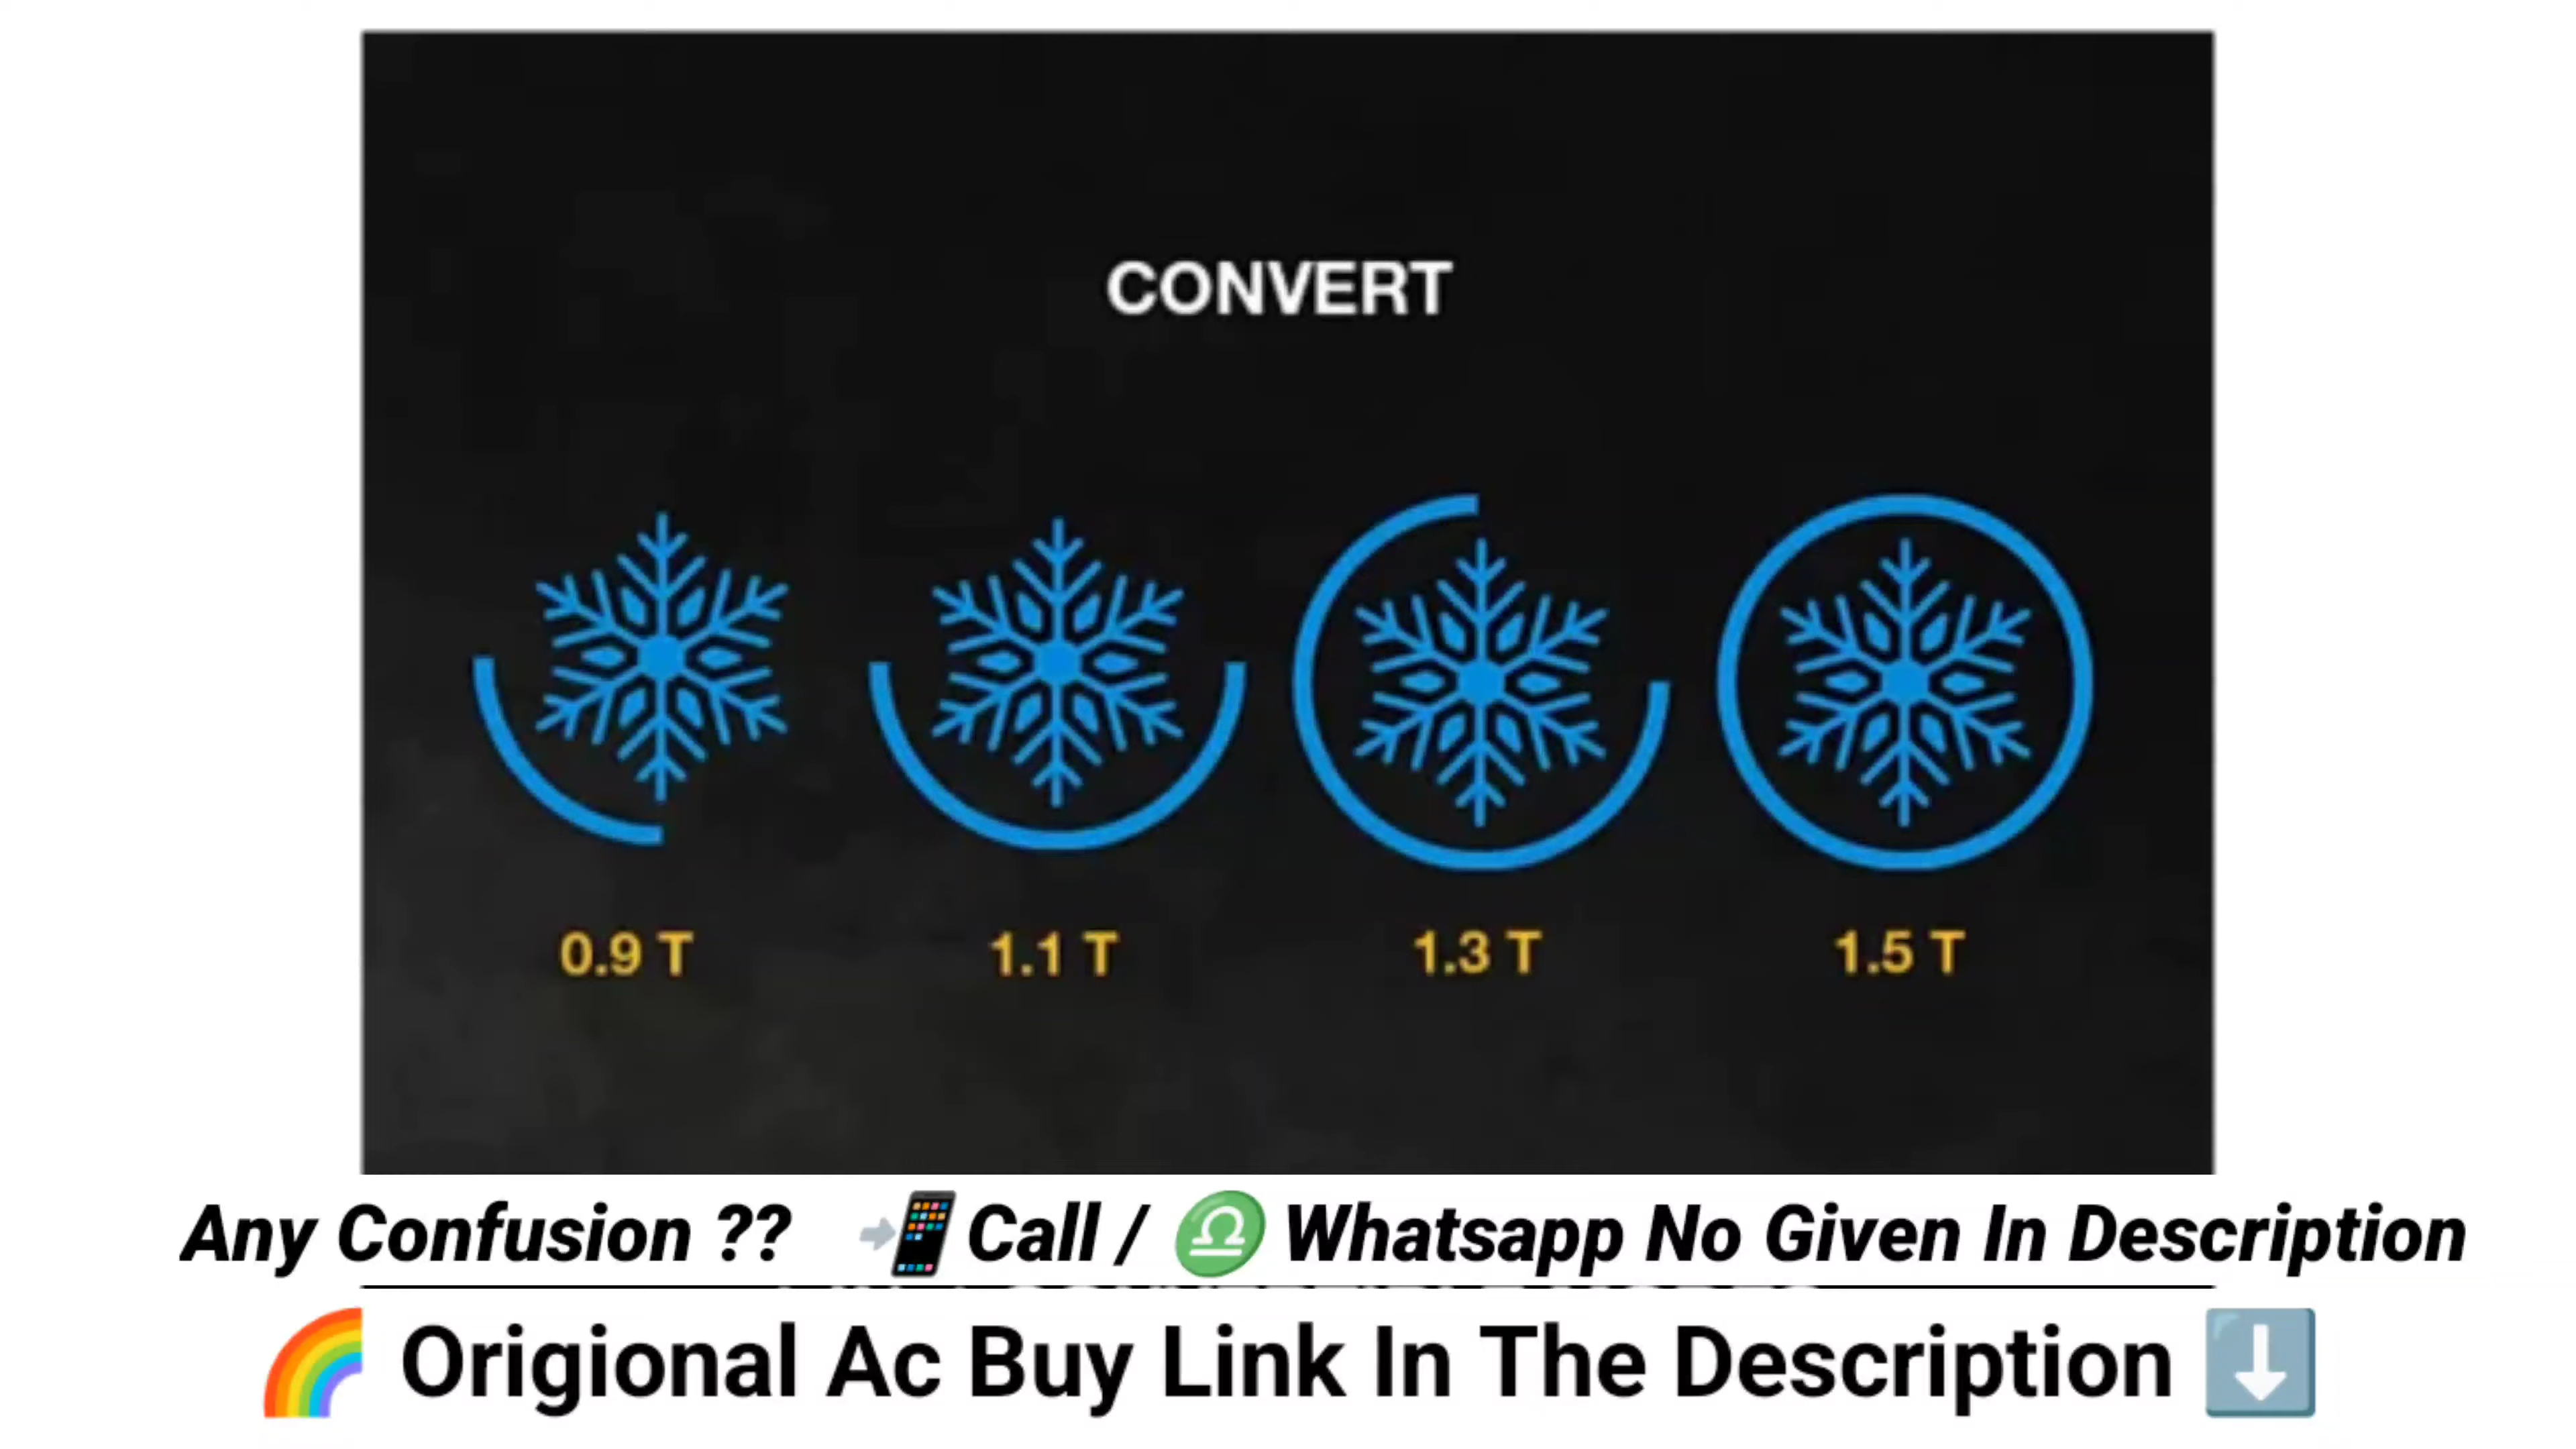 CONVERT
0.9 T 1.1 T 1.3 T 1.5 T
Any Confusion ?? 📲 Call / ♎ Whatsapp No Given In Description
🌈 Origional Ac Buy Link In The Description ⬇️